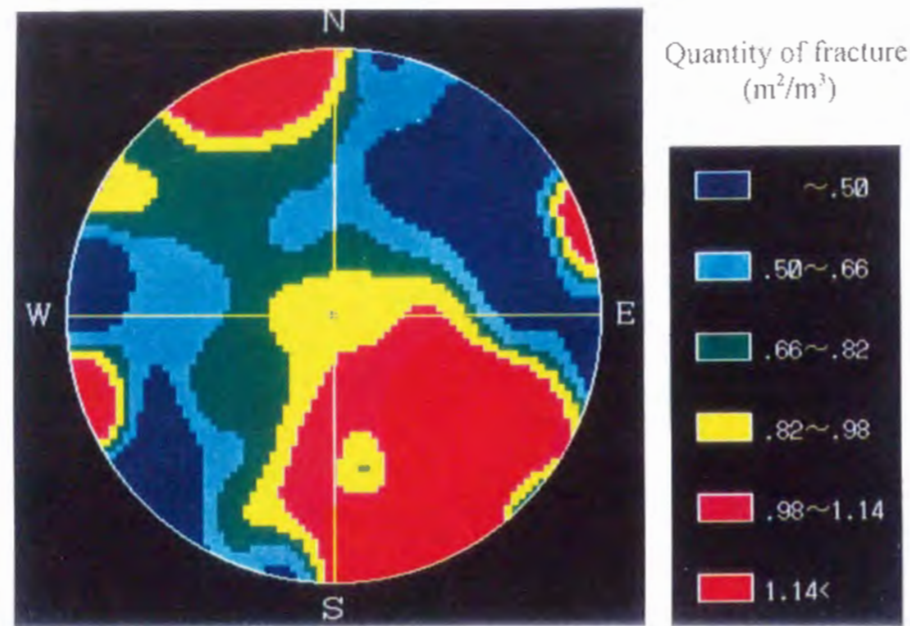 N
Quantity of fracture
(m²/m³)
~.50
.50~.66
W
E
.66~.82
.82~.98
.98~1.14
1.14<
S